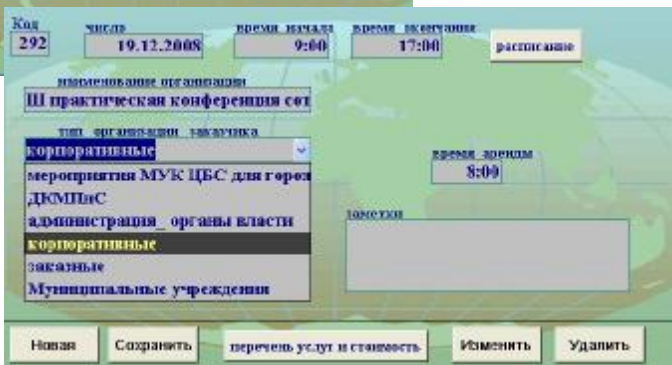 Код число время начала время окончания
292 19.12.2008 9:00 17:00 расписание
наименование организации
III практическая конференция сот
тип организации заказчика
корпоративные
время аренды
8:00
мероприятия МУК ЦБС для горож
ДКМПиС
администрация_ органы власти
заметки
корпоративные
заказные
Муниципальные учреждения
Новая Сохранить перечень услуг и стоимость Изменить Удалить